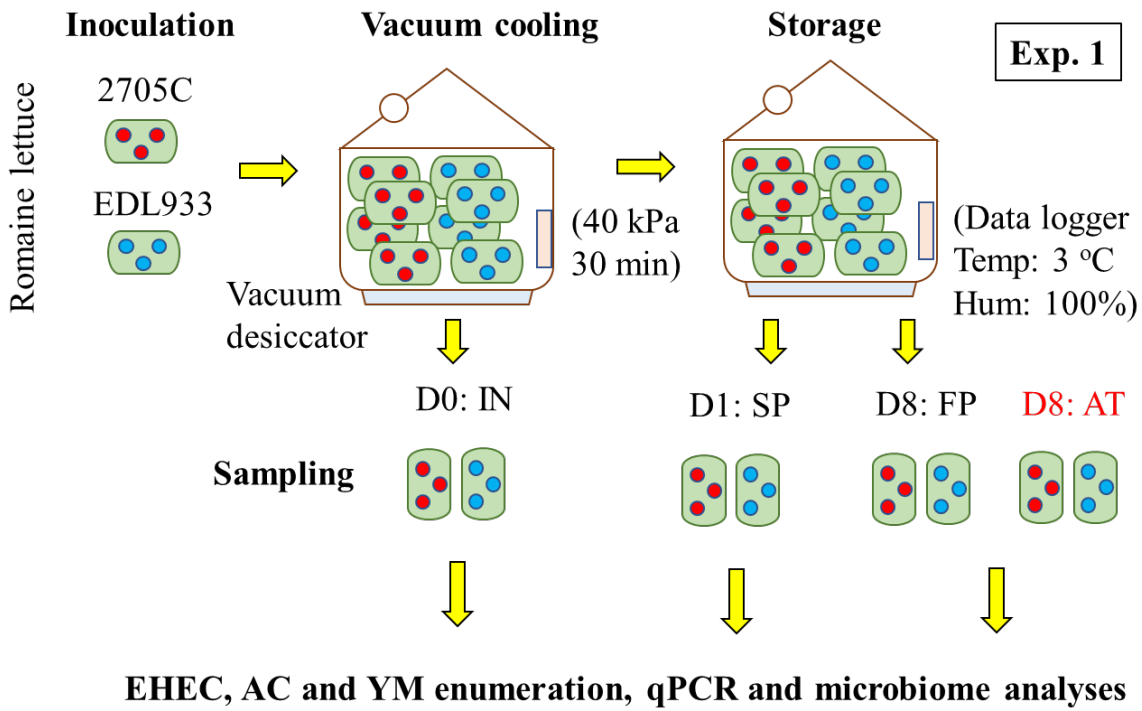 Inoculation
Vacuum cooling
Storage
Exp. 1
Romaine lettuce
2705C
EDL933
Vacuum
desiccator
(40 kPa
30 min)
(Data logger
Temp: 3 °C
Hum: 100%)
D0: IN
D1: SP
D8: FP
D8: AT
Sampling
EHEC, AC and YM enumeration, qPCR and microbiome analyses